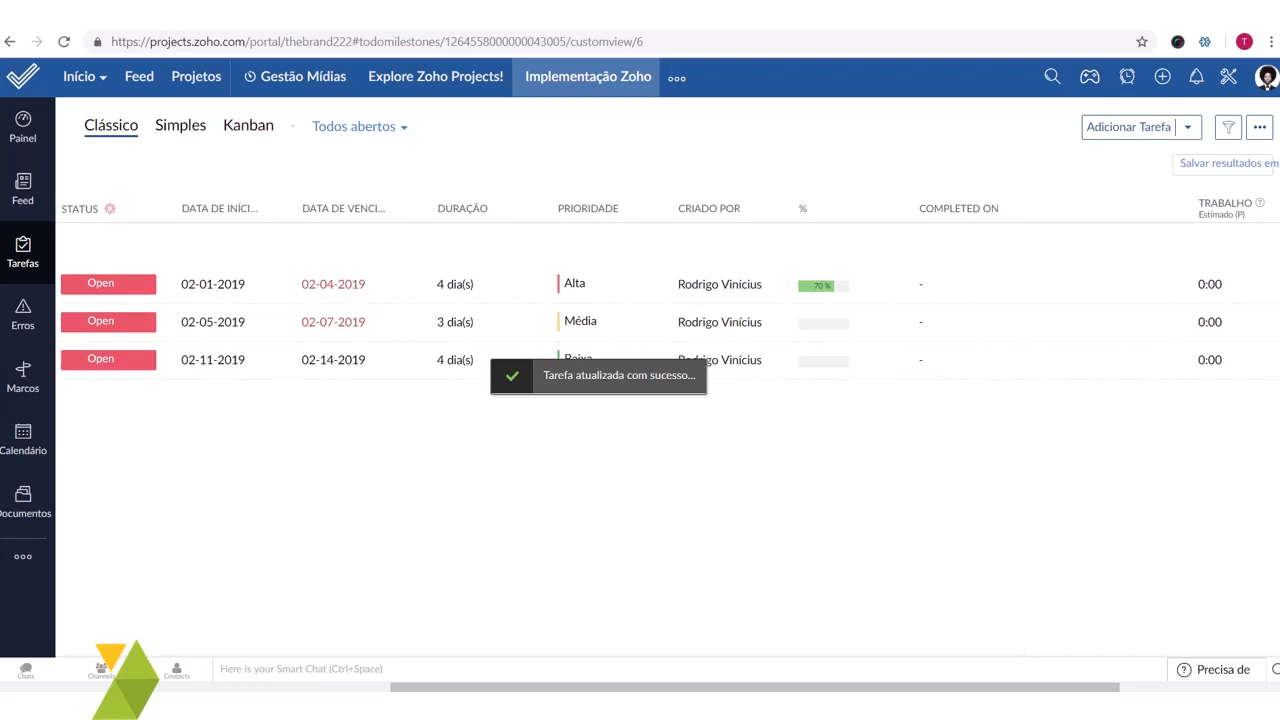 https://projects.zoho.com/portal/thebrand222#todomilestones/1264558000000043005/customview/6
T
Início Feed Projetos Gestão Mídias Explore Zoho Projects! Implementação Zoho
Painel
Feed
Tarefas
Erros
Marcos
Calendário
Documentos
Clássico Simples Kanban - Todos abertos
Adicionar Tarefa
Salvar resultados em
STATUS DATA DE INÍCI... DATA DE VENCI... DURAÇÃO PRIORIDADE CRIADO POR % COMPLETED ON TRABALHO
Estimado (P)
Open 02-01-2019 02-04-2019 4 dia(s) Alta Rodrigo Vinícius 70 % - 0:00
Open 02-05-2019 02-07-2019 3 dia(s) Média Rodrigo Vinícius - 0:00
Open 02-11-2019 02-14-2019 4 dia(s) Baixa Rodrigo Vinícius - 0:00
Tarefa atualizada com sucesso...
Chats Channels Contacts Here is your Smart Chat (Ctrl+Space) Precisa de